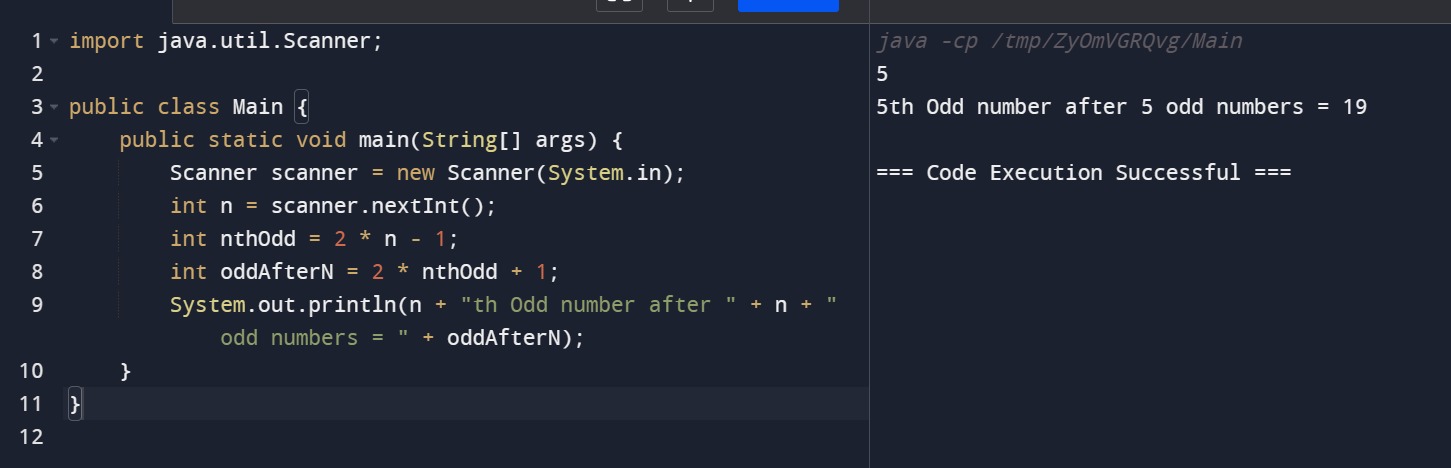 1 import java.util.Scanner;
2
3 public class Main {
4 public static void main(String[] args) {
5 Scanner scanner = new Scanner(System.in);
6 int n = scanner.nextInt();
7 int nthOdd = 2 * n - 1;
8 int oddAfterN = 2 * nthOdd + 1;
9 System.out.println(n + "th Odd number after " + n + "
odd numbers = " + oddAfterN);
10 }
11 }
12
java -cp /tmp/ZyOmVGRQvg/Main
5
5th Odd number after 5 odd numbers = 19
=== Code Execution Successful ===